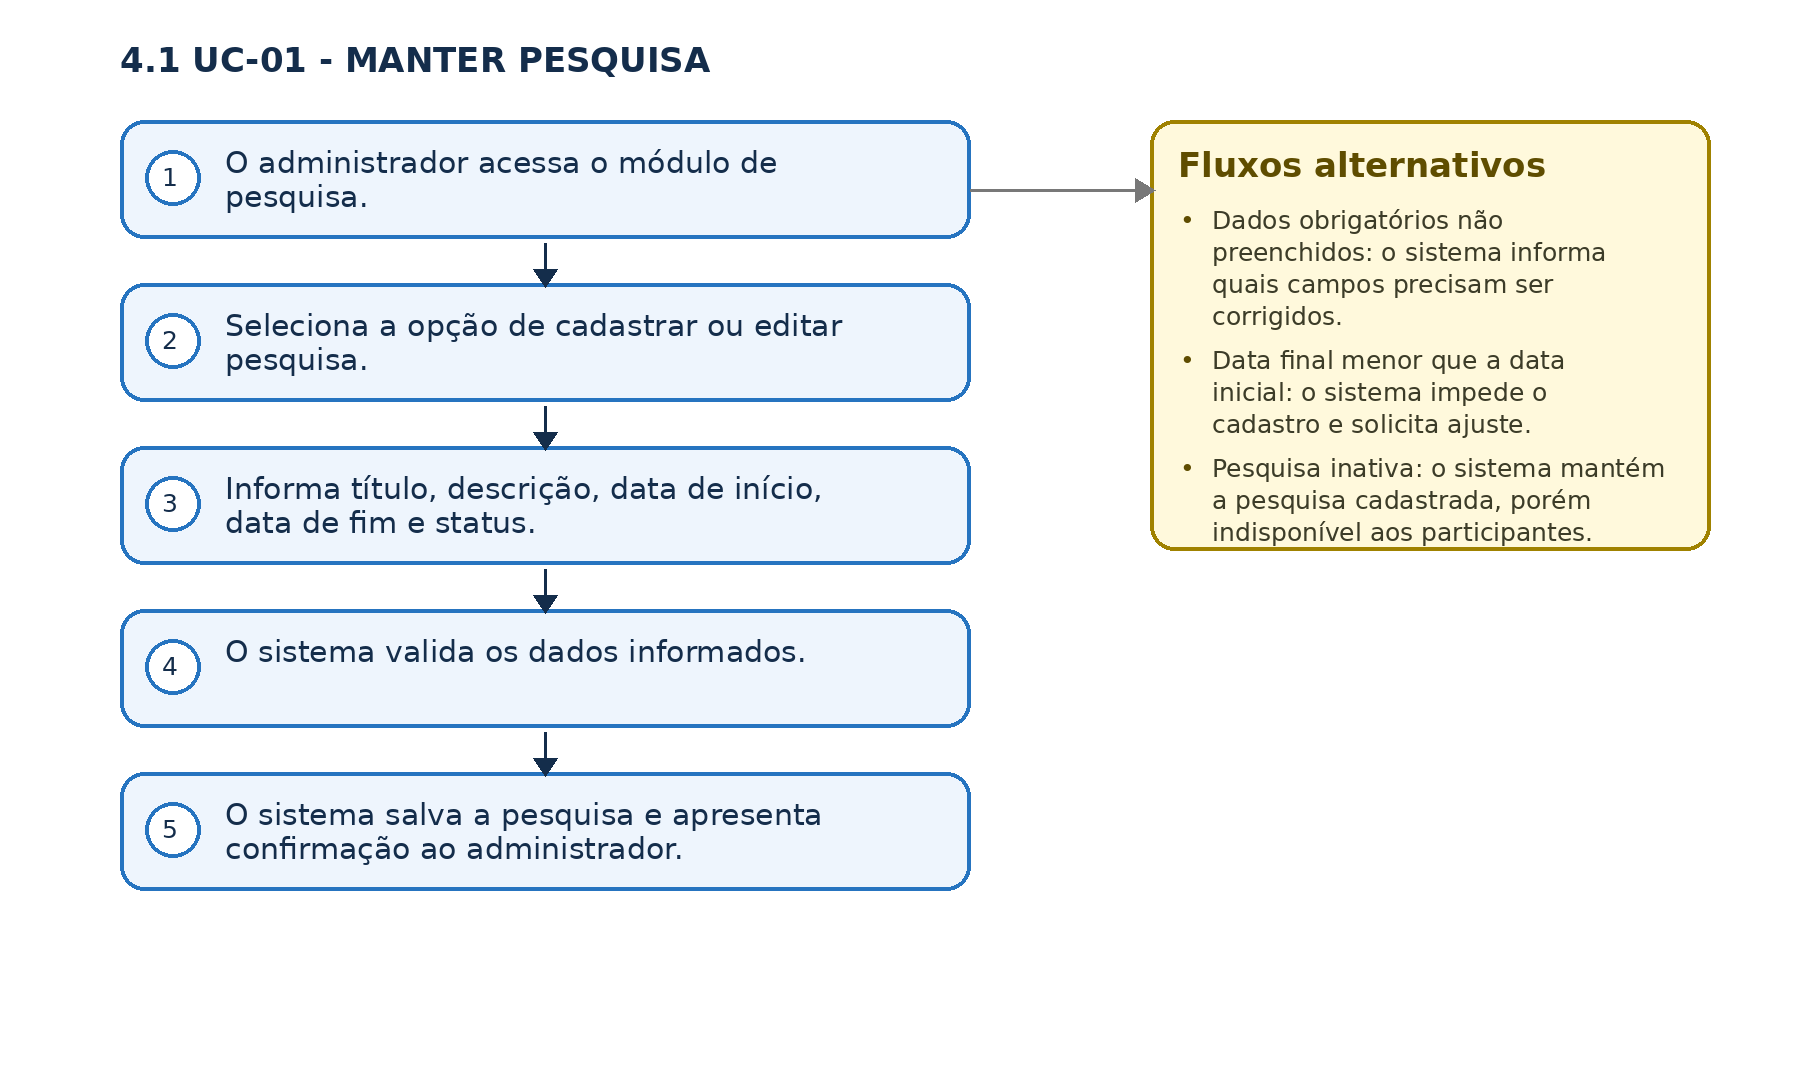 4.1 UC-01 - MANTER PESQUISA
1
O administrador acessa o módulo de
pesquisa.
2
Seleciona a opção de cadastrar ou editar
pesquisa.
3
Informa título, descrição, data de início,
data de fim e status.
4
O sistema valida os dados informados.
5
O sistema salva a pesquisa e apresenta
confirmação ao administrador.
Fluxos alternativos
• Dados obrigatórios não
preenchidos: o sistema informa
quais campos precisam ser
corrigidos.
• Data final menor que a data
inicial: o sistema impede o
cadastro e solicita ajuste.
• Pesquisa inativa: o sistema mantém
a pesquisa cadastrada, porém
indisponível aos participantes.